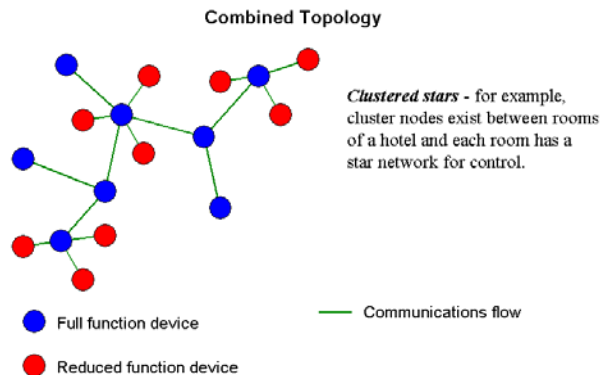 Combined Topology
Clustered stars - for example,
cluster nodes exist between rooms
of a hotel and each room has a
star network for control.
Full function device
Communications flow
Reduced function device